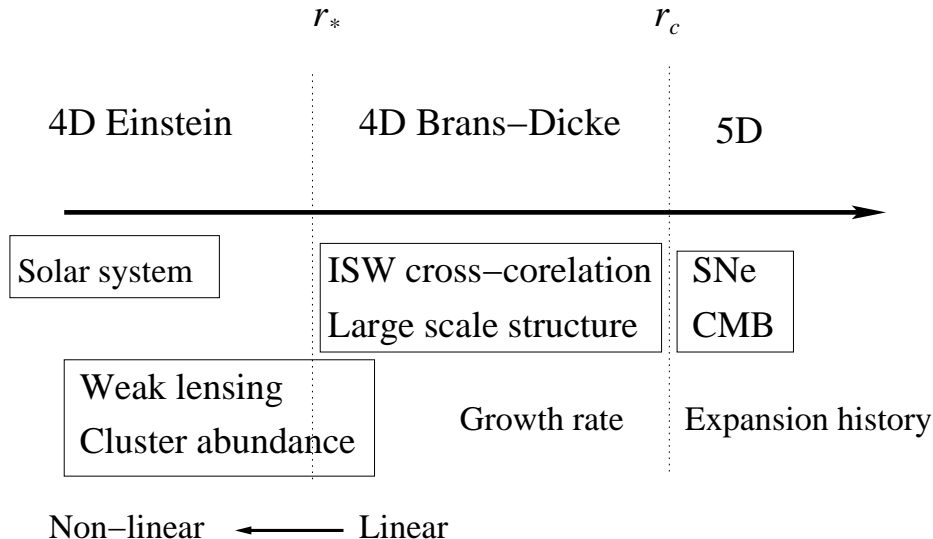 r* r_c
4D Einstein 4D Brans−Dicke 5D
Solar system
ISW cross−corelation
Large scale structure
SNe
CMB
Weak lensing
Cluster abundance
Growth rate Expansion history
Non−linear Linear